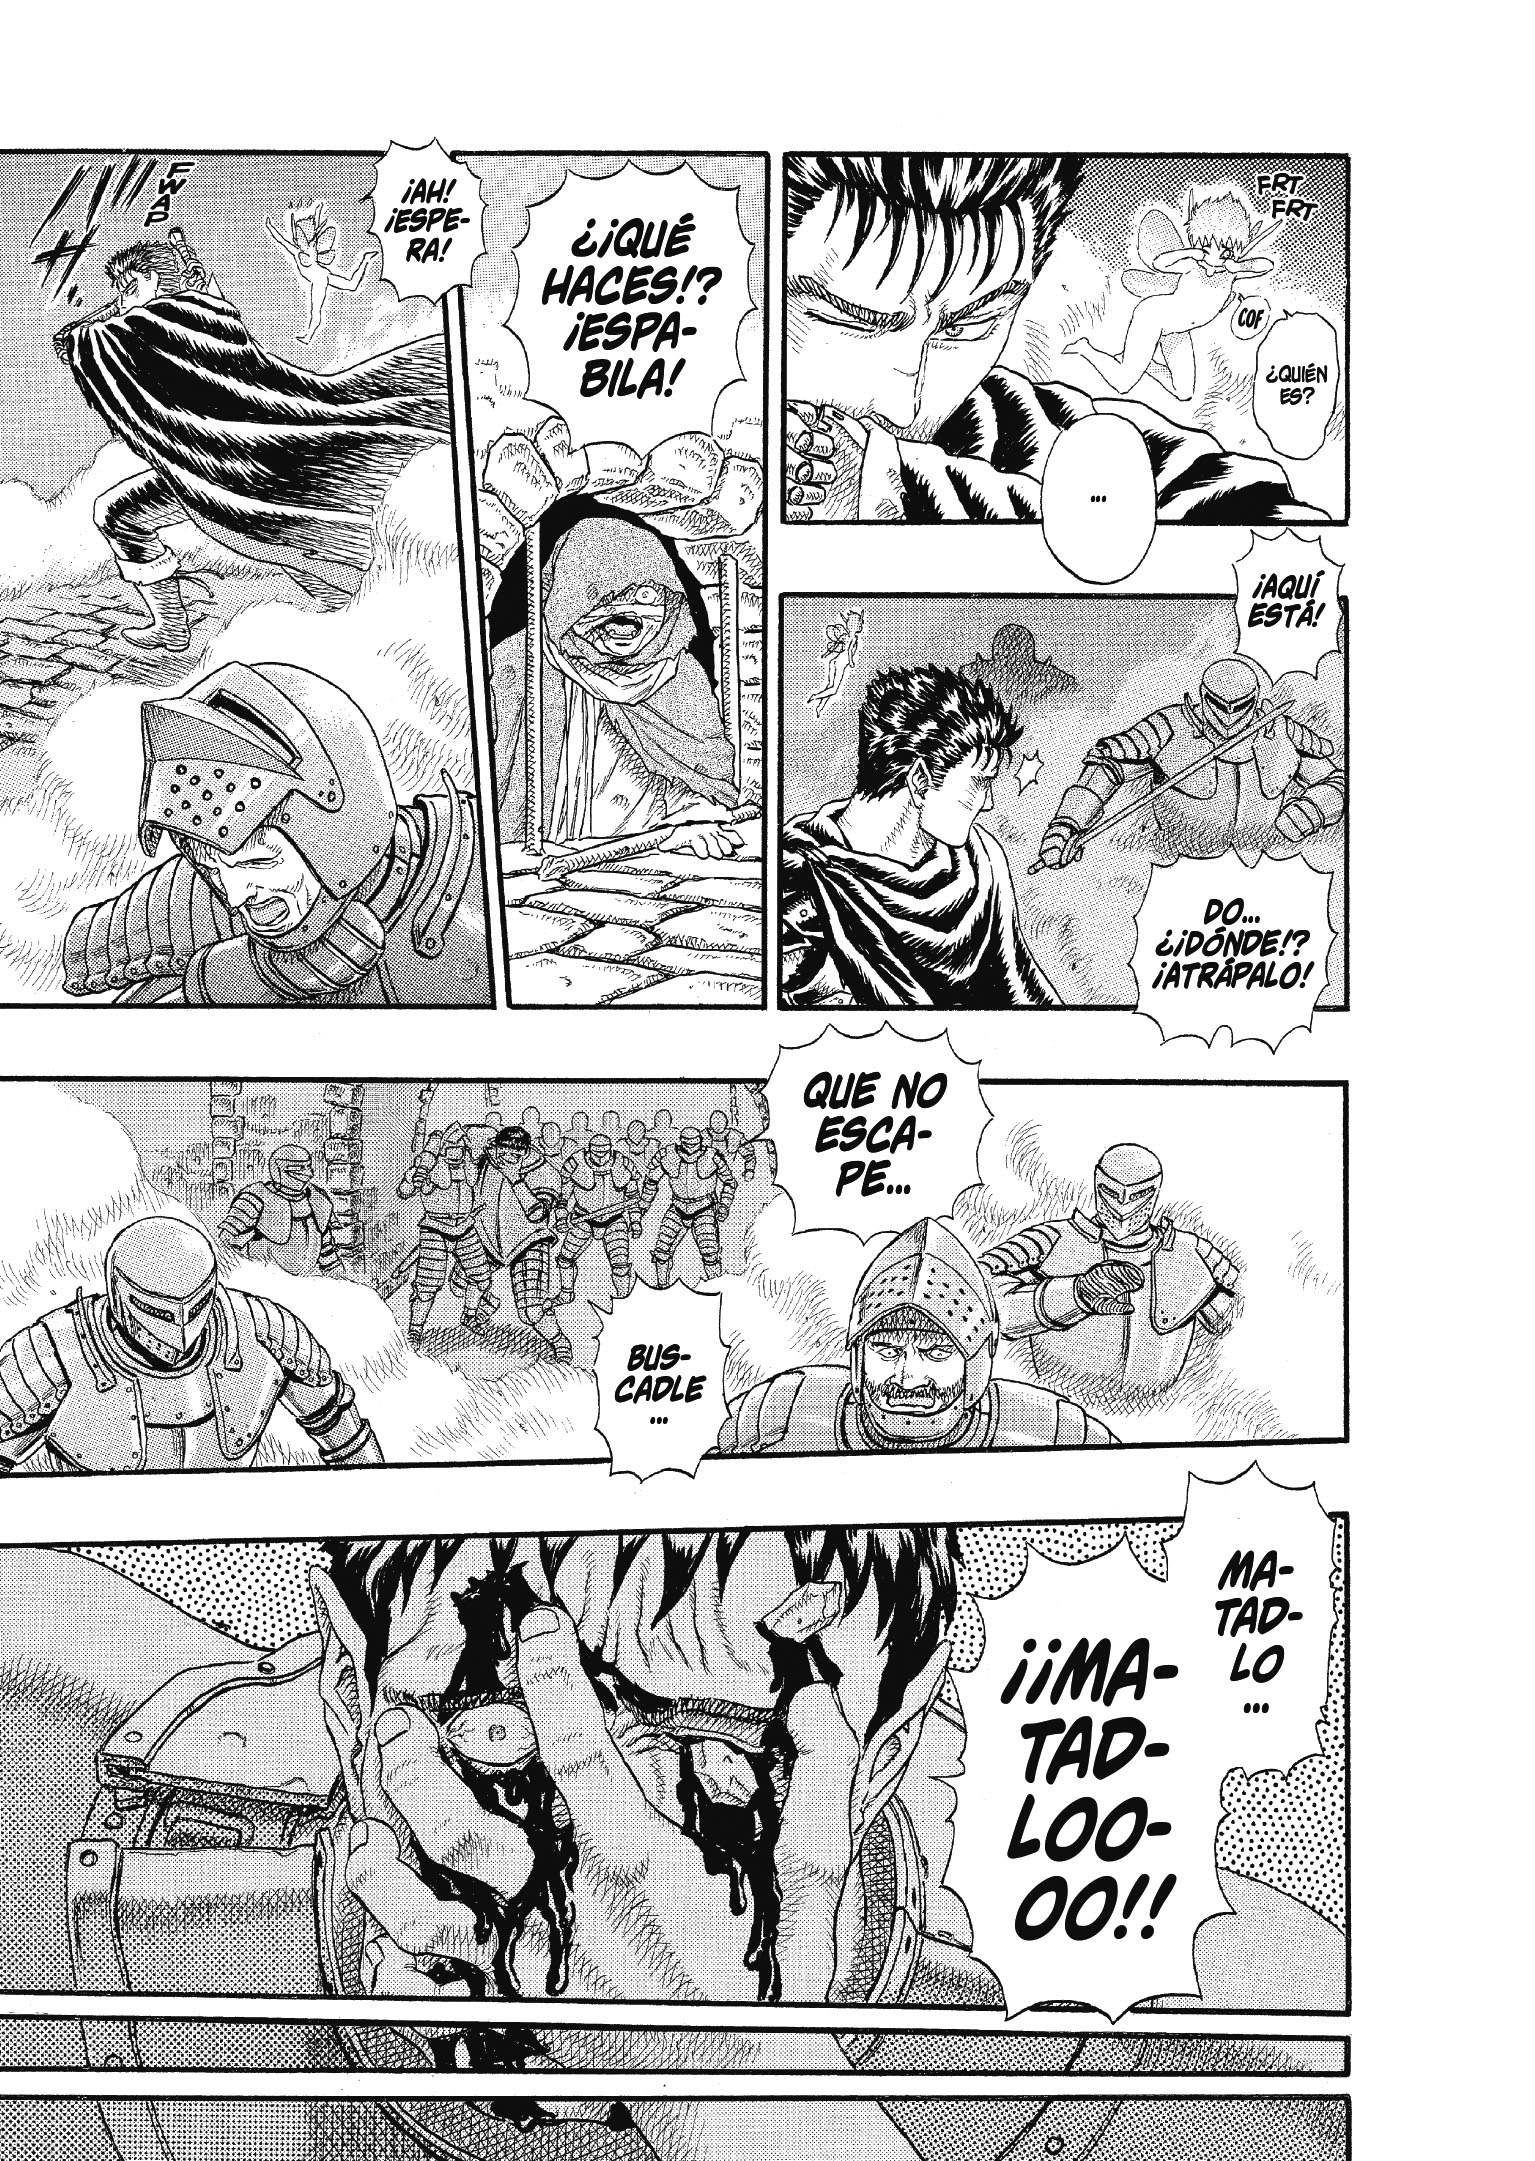 FRT
FRT
COF
¿QUIÉN
ES?
...
¡AQUÍ
ESTÁ!
DO...
¿¡DÓNDE!?
¡ATRÁPALO!
¿¡QUÉ
HACES!?
¡ESPA-
BILA!
¡AH!
¡ESPE-
RA!
FWAP
QUE NO
ESCA-
PE...
BUS-
CADLE
...
MA-
TAD-
LO
...
¡¡MA-
TAD-
LOO-
OO!!